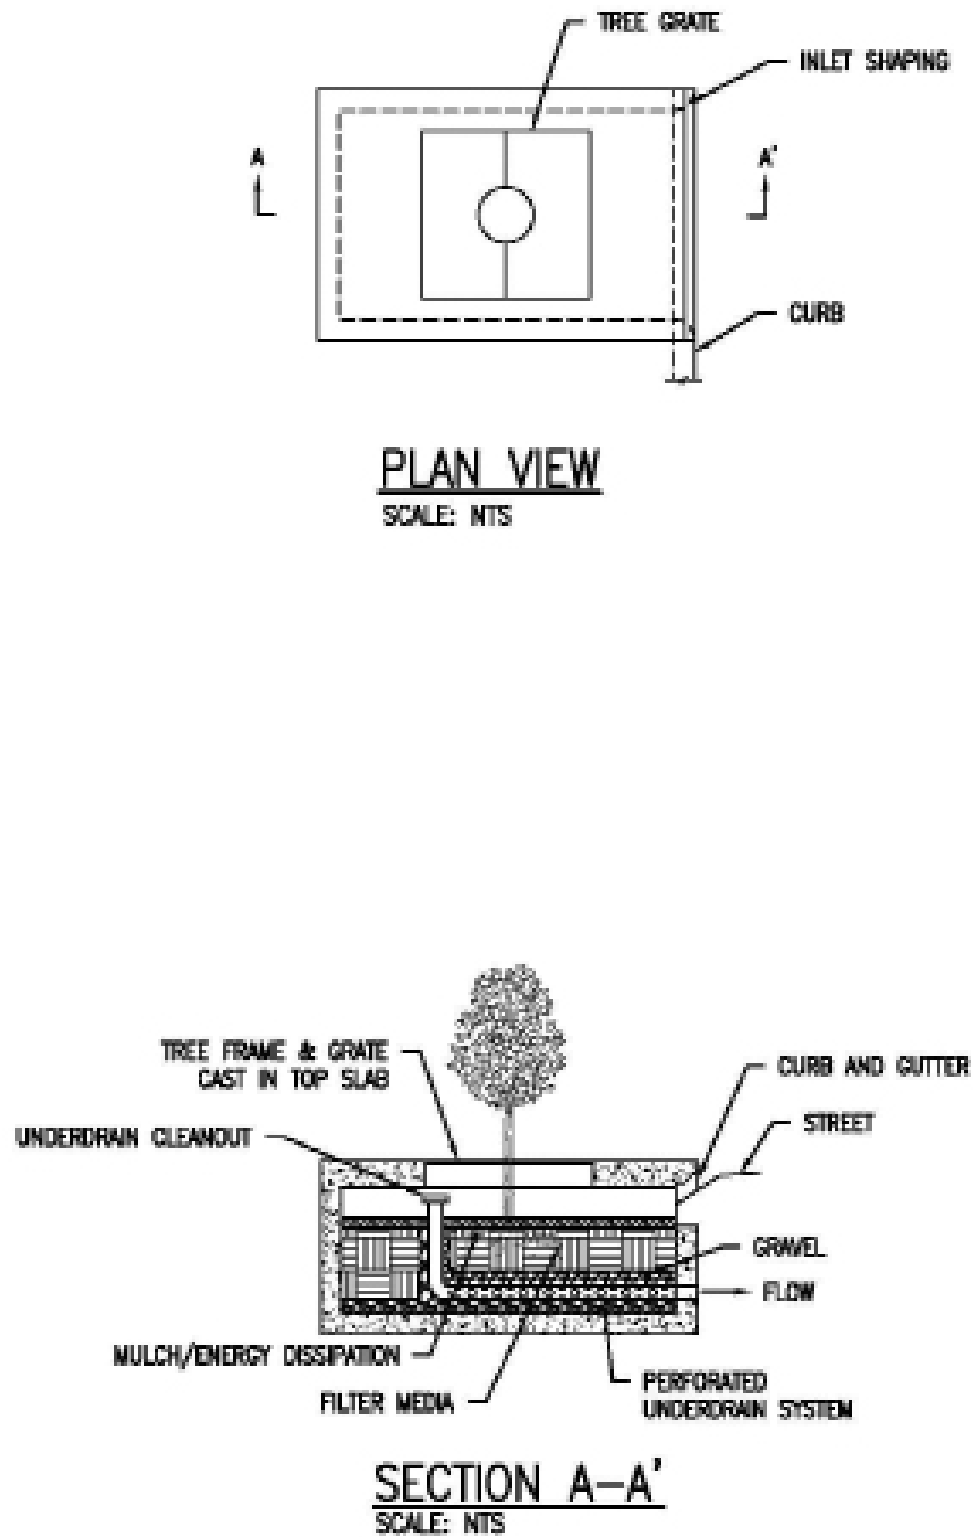 TREE GRATE
INLET SHAPING
A
A'
CURB
PLAN VIEW
SCALE: NTS
TREE FRAME & GRATE
CAST IN TOP SLAB
CURB AND GUTTER
UNDERDRAIN CLEANOUT
STREET
GRAVEL
FLOW
MULCH/ENERGY DISSIPATION
FILTER MEDIA
PERFORATED
UNDERDRAIN SYSTEM
SECTION A-A'
SCALE: NTS